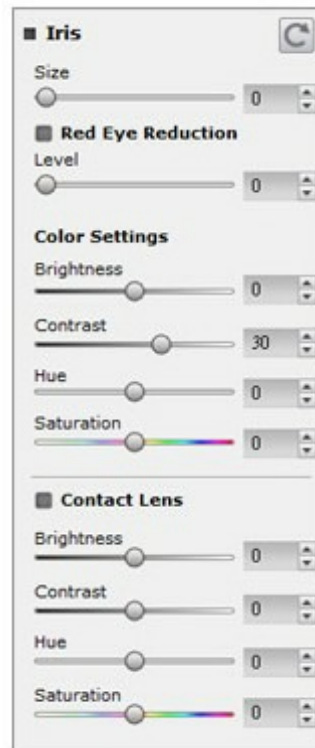 Iris
Size
0
Red Eye Reduction
Level
0
Color Settings
Brightness
0
Contrast
30
Hue
0
Saturation
0
Contact Lens
Brightness
0
Contrast
0
Hue
0
Saturation
0